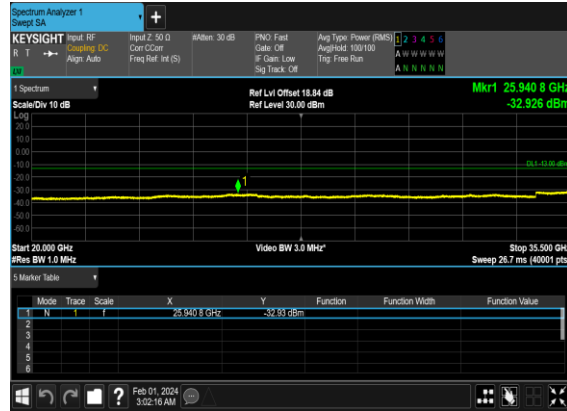 Spectrum Analyzer 1
Swept SA
+
KEYSIGHT Input: RF Input Z: 50 Ω #Atten: 30 dB PNO: Fast Avg Type: Power (RMS) 1 2 3 4 5 6
R T Coupling: DC Corr CCorr Gate: Off Avg|Hold: 100/100 A W W W W W
Align: Auto Freq Ref: Int (S) IF Gain: Low Trig: Free Run
Sig Track: Off A N N N N N
1 Spectrum Ref Lvl Offset 18.84 dB Mkr1 25.940 8 GHz
Scale/Div 10 dB Ref Level 30.00 dBm -32.926 dBm
Log
20.0
10.0
0.00
-10.0 DL1 -13.00 dBm
-20.0
-30.0 1
-40.0
-50.0
-60.0
Start 20.000 GHz Video BW 3.0 MHz* Stop 35.500 GHz
#Res BW 1.0 MHz Sweep 26.7 ms (40001 pts)
5 Marker Table
Mode Trace Scale X Y Function Function Width Function Value
1 N 1 f 25.940 8 GHz -32.93 dBm
2
3
4
5
6
? Feb 01, 2024
3:02:16 AM